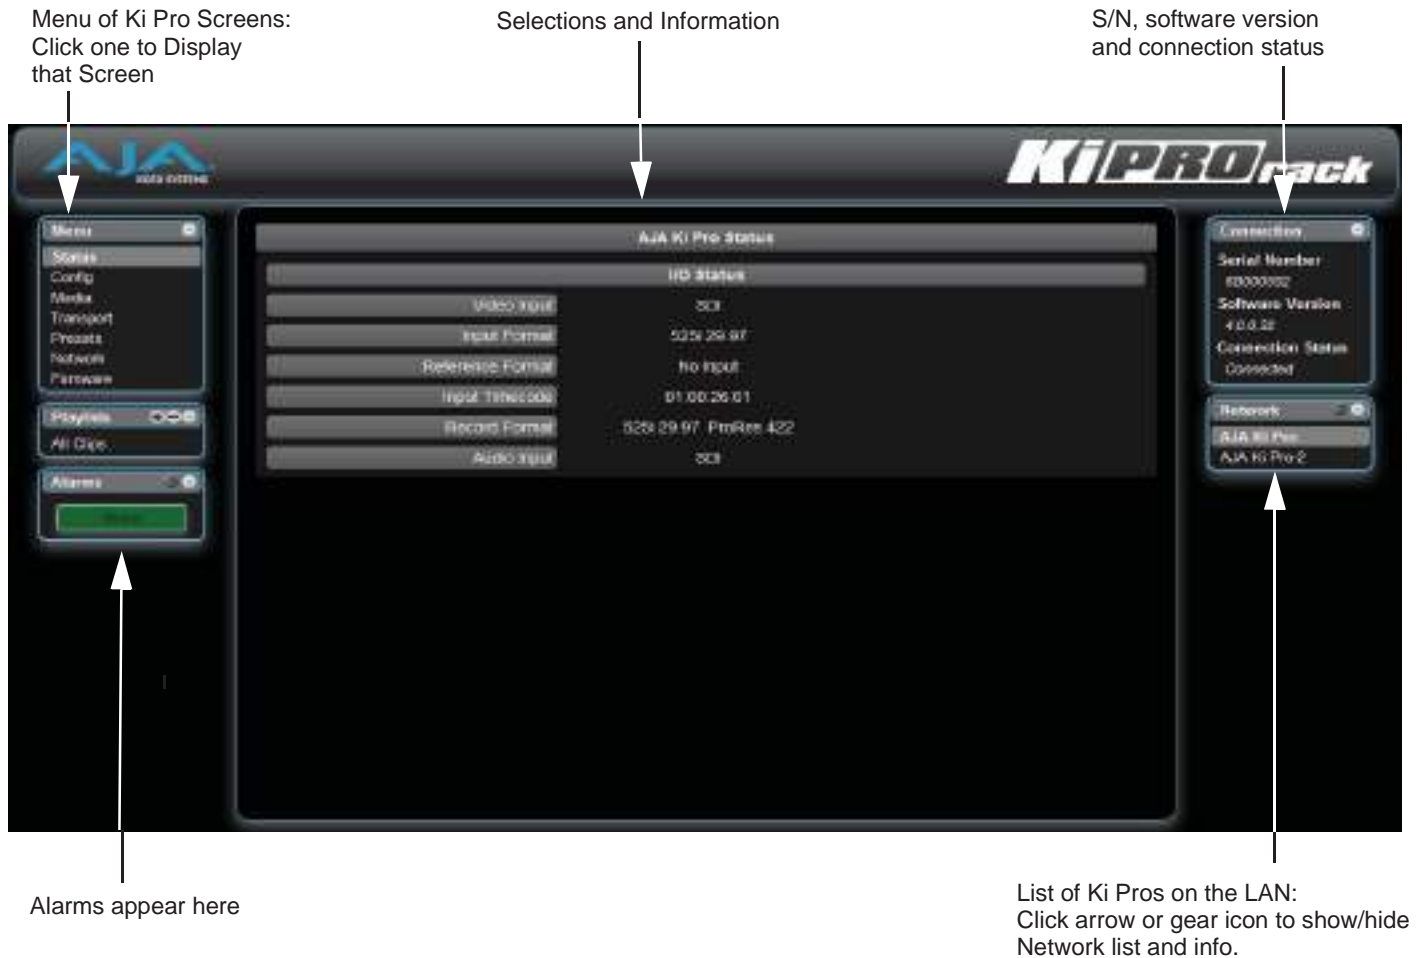 Menu of Ki Pro Screens:
Click one to Display
that Screen
Selections and Information
S/N, software version
and connection status
AJA
VIDEO SYSTEMS
Ki PRO rack
Menu
Status
Config
Media
Transport
Presets
Network
Firmware
Playlists
All Clips
Alarms
AJA Ki Pro Status
I/O Status
Video Input SDI
Input Format 525i 29.97
Reference Format No Input
Input Timecode 01:00:26:01
Record Format 525i 29.97 ProRes 422
Audio Input SDI
Connection
Serial Number
Software Version
Connection Status
Connected
Network
AJA Ki Pro
AJA Ki Pro-2
Alarms appear here
List of Ki Pros on the LAN:
Click arrow or gear icon to show/hide
Network list and info.